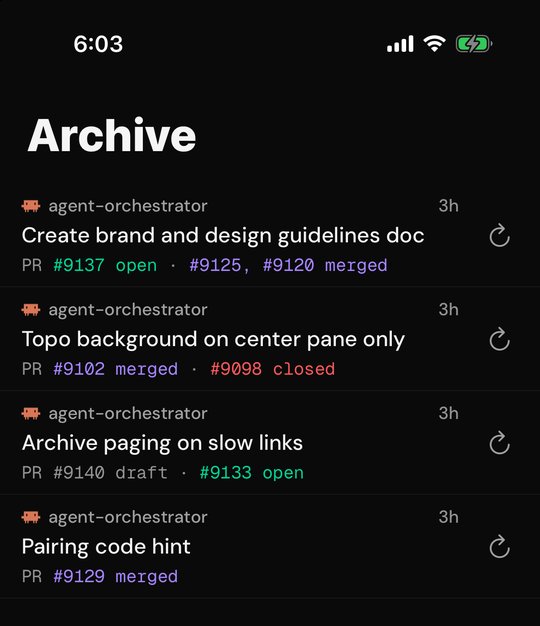 6:03
Archive
agent-orchestrator 3h
Create brand and design guidelines doc
PR #9137 open · #9125, #9120 merged
agent-orchestrator 3h
Topo background on center pane only
PR #9102 merged · #9098 closed
agent-orchestrator 3h
Archive paging on slow links
PR #9140 draft · #9133 open
agent-orchestrator 3h
Pairing code hint
PR #9129 merged